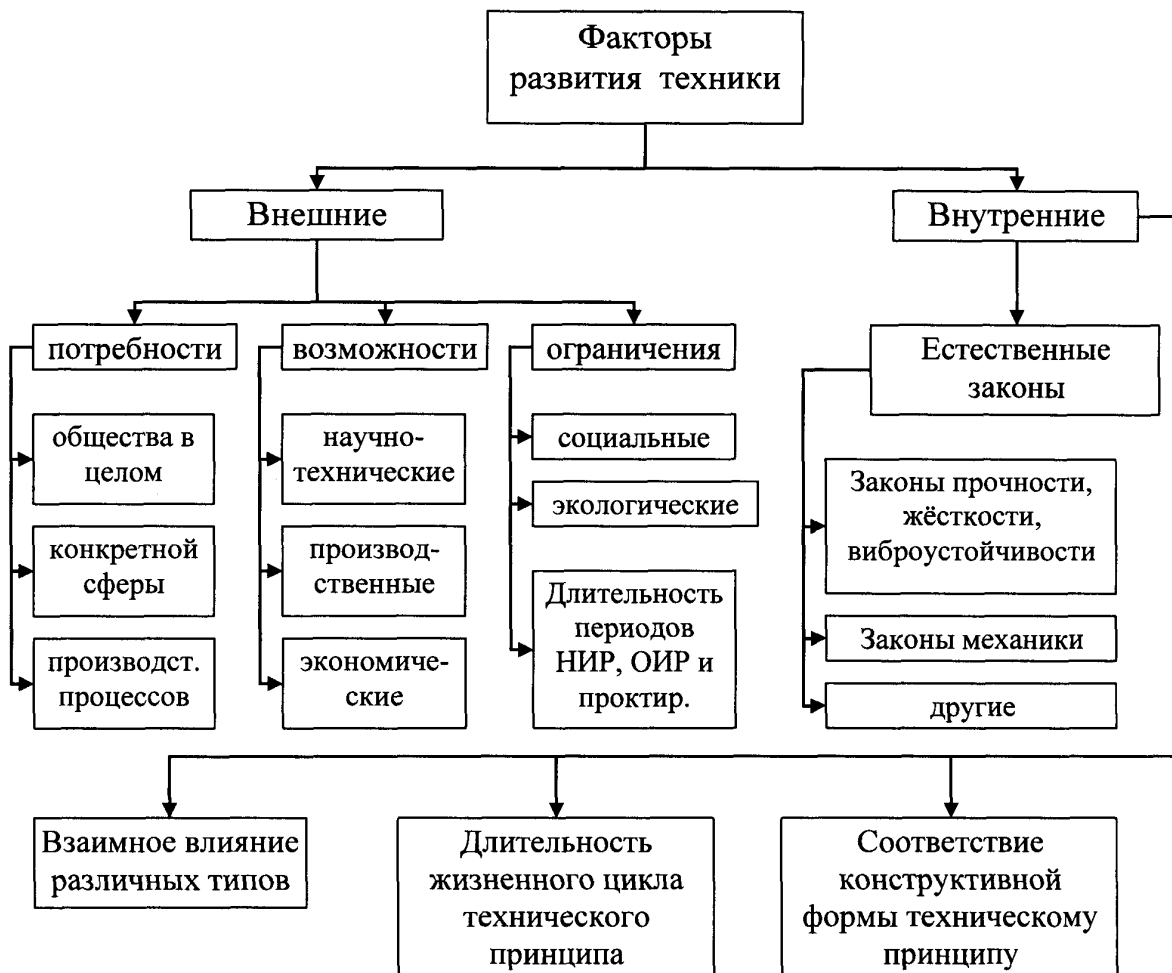 Факторы
развития техники
Внешние
Внутренние
потребности
возможности
ограничения
Естественные
законы
общества в
целом
конкретной
сферы
производст.
процессов
научно-
технические
производ-
ственные
экономиче-
ские
социальные
экологические
Длительность
периодов
НИР, ОИР и
проктир.
Законы прочности,
жёсткости,
виброустойчивости
Законы механики
другие
Взаимное влияние
различных типов
Длительность
жизненного цикла
технического
принципа
Соответствие
конструктивной
формы техническому
принципу